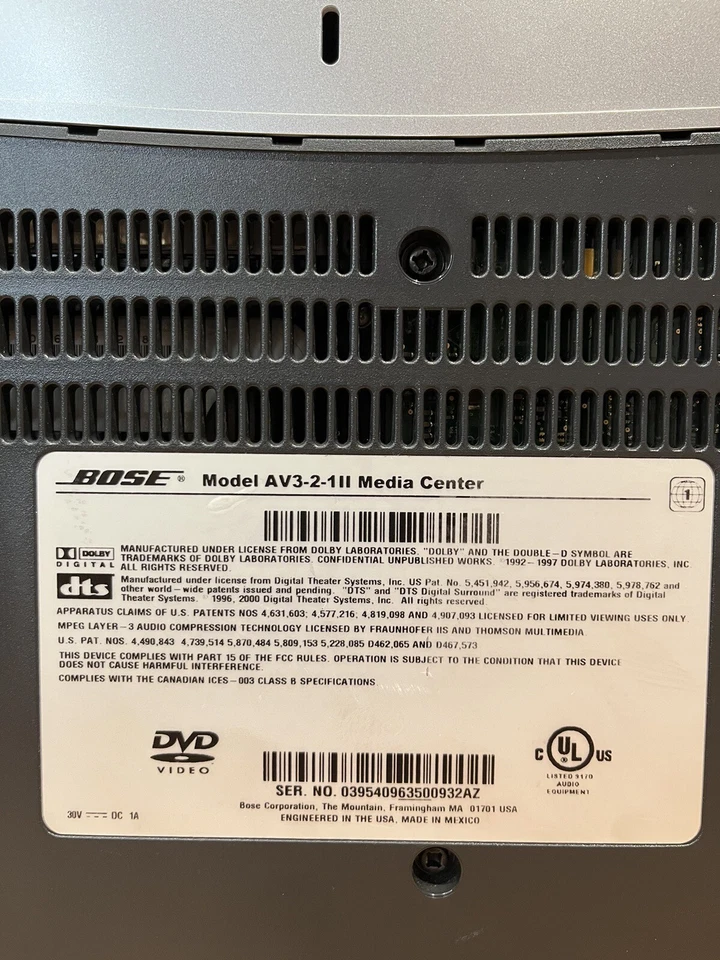 BOSE ® Model AV3-2-1II Media Center
1
DOLBY
DIGITAL
MANUFACTURED UNDER LICENSE FROM DOLBY LABORATORIES. "DOLBY" AND THE DOUBLE-D SYMBOL ARE
TRADEMARKS OF DOLBY LABORATORIES. CONFIDENTIAL UNPUBLISHED WORKS. ©1992-1997 DOLBY LABORATORIES, INC.
ALL RIGHTS RESERVED.
dts
Manufactured under license from Digital Theater Systems, Inc. US Pat. No. 5,451,942, 5,956,674, 5,974,380, 5,978,762 and
other world-wide patents issued and pending. "DTS" and "DTS Digital Surround" are registered trademarks of Digital
Theater Systems. © 1996, 2000 Digital Theater Systems, Inc. All rights reserved
APPARATUS CLAIMS OF U.S. PATENTS NOS 4,631,603; 4,577,216; 4,819,098 AND 4,907,093 LICENSED FOR LIMITED VIEWING USES ONLY.
MPEG LAYER-3 AUDIO COMPRESSION TECHNOLOGY LICENSED BY FRAUNHOFER IIS AND THOMSON MULTIMEDIA
U.S. PAT. NOS. 4,490,843 4,739,514 5,870,484 5,809,153 5,228,085 D462,065 AND D467,573
THIS DEVICE COMPLIES WITH PART 15 OF THE FCC RULES. OPERATION IS SUBJECT TO THE CONDITION THAT THIS DEVICE
DOES NOT CAUSE HARMFUL INTERFERENCE.
COMPLIES WITH THE CANADIAN ICES-003 CLASS B SPECIFICATIONS
DVD
VIDEO
C UL ® US
LISTED 9170
AUDIO
EQUIPMENT
SER. NO. 039540963500932AZ
Bose Corporation, The Mountain, Framingham MA 01701 USA
ENGINEERED IN THE USA, MADE IN MEXICO
30V DC 1A